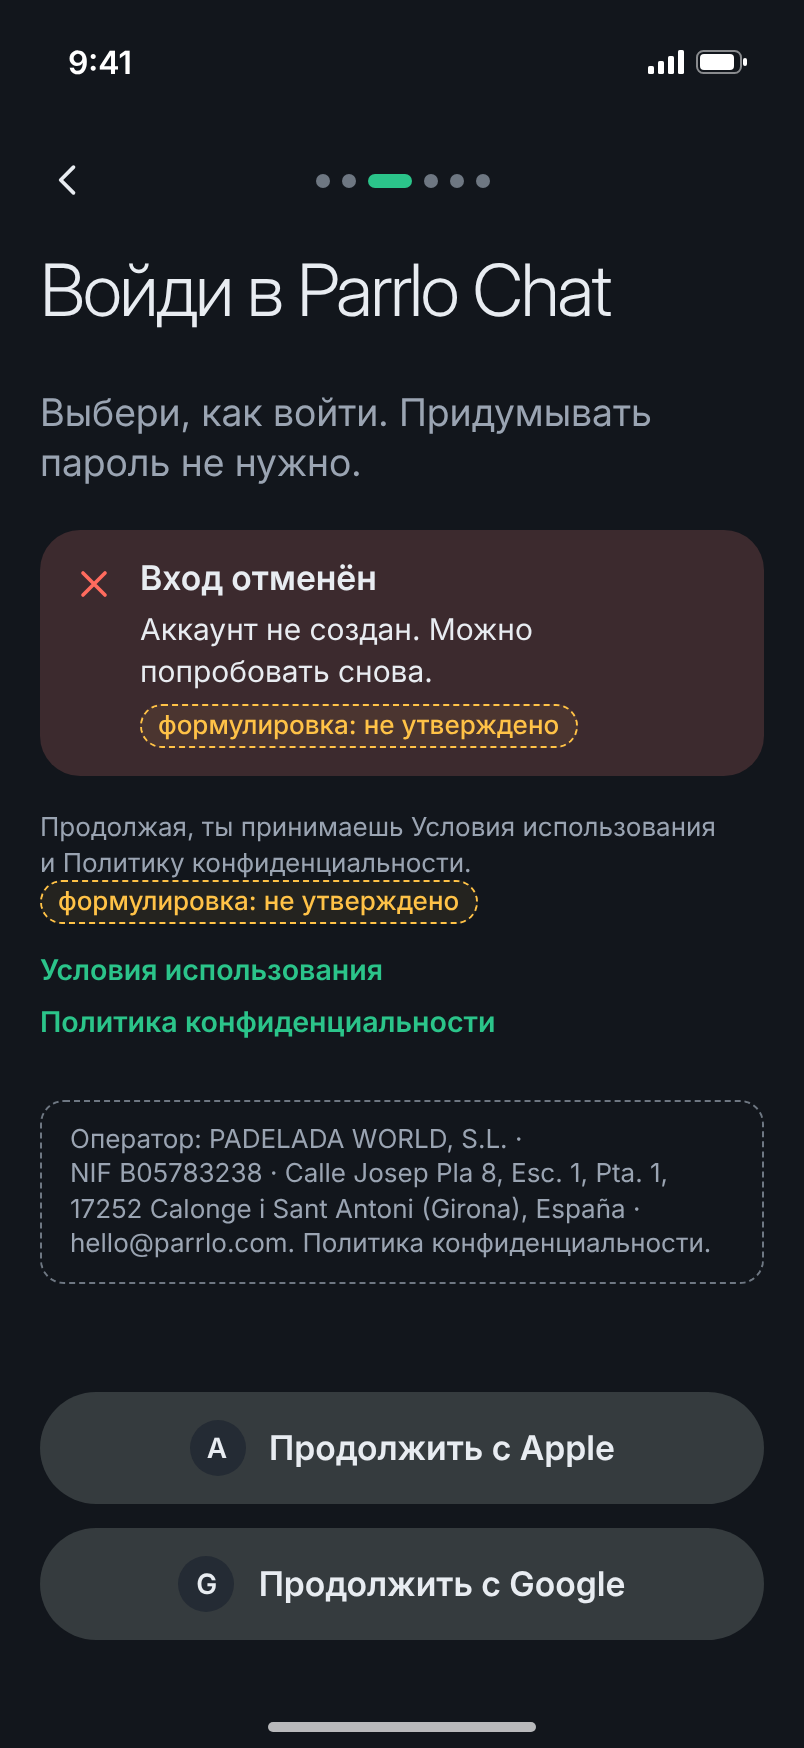 9:41
Войди в Parrlo Chat
Выбери, как войти. Придумывать
пароль не нужно.
Вход отменён
Аккаунт не создан. Можно
попробовать снова.
формулировка: не утверждено
Продолжая, ты принимаешь Условия использования
и Политику конфиденциальности.
формулировка: не утверждено
Условия использования
Политика конфиденциальности
Оператор: PADELADA WORLD, S.L. ·
NIF B05783238 · Calle Josep Pla 8, Esc. 1, Pta. 1,
17252 Calonge i Sant Antoni (Girona), España ·
hello@parrlo.com. Политика конфиденциальности.
A Продолжить с Apple
G Продолжить с Google